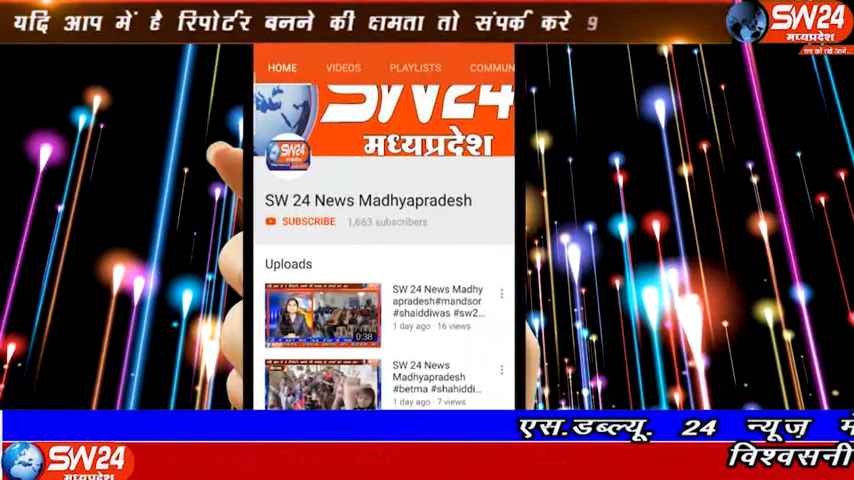 यदि आप में है रिपोर्टर बनने की क्षमता तो संपर्क करे 9
SW24
मध्यप्रदेश
HOME VIDEOS PLAYLISTS COMMUN
SW24
मध्यप्रदेश
SW24
SW 24 News Madhyapradesh
SUBSCRIBE 1,663 subscribers
Uploads
SW 24 News Madhy
apradesh#mandsor
#shaiddiwas #sw2...
1 day ago · 16 views
0:38
SW 24 News
Madhyapradesh
#betma #shahiddi...
1 day ago · 7 views
एस.डब्ल्यू. 24 न्यूज़ मे
विश्वसनी
SW24
मध्यप्रदेश